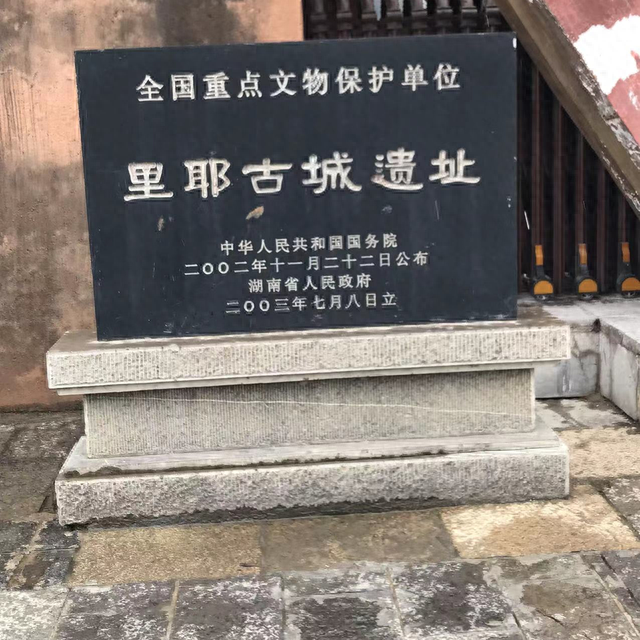 全国重点文物保护单位
里耶古城遗址
中华人民共和国国务院
二〇〇二年十一月二十二日公布
湖南省人民政府
二〇〇三年七月八日立